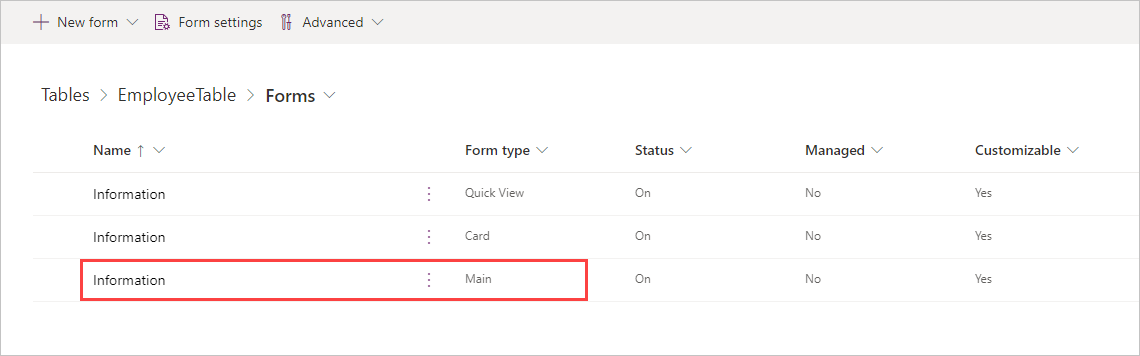 New form Form settings Advanced
Tables > EmployeeTable > Forms
Name ↑ Form type Status Managed Customizable
Information Quick View On No Yes
Information Card On No Yes
Information Main On No Yes